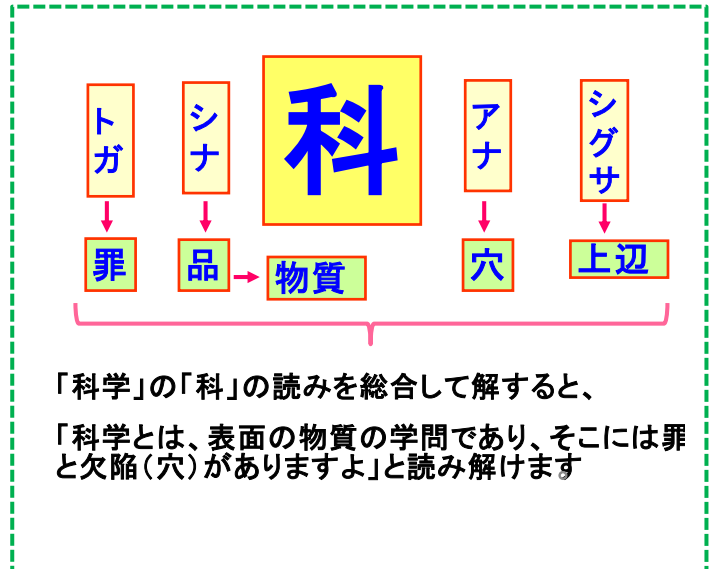 トガ
シナ
科
アナ
シグサ
罪
品
物質
穴
上辺
「科学」の「科」の読みを総合して解すると、
「科学とは、表面の物質の学問であり、そこには罪
と欠陥（穴）がありますよ」と読み解けます。